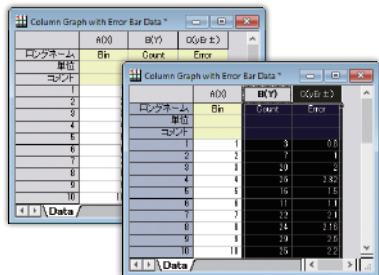 Column Graph with Error Bar Data *
A(X) B(Y) C(yEr±)
ロングネーム Bin Count Error
単位
コメント
1
2
3
4
5
6
7
8
9
10
Data
Column Graph with Error Bar Data *
A(X) B(Y) C(yEr±)
ロングネーム Bin Count Error
単位
コメント
1 1 3 0.8
2 2 7 1
3 3 20 2
4 4 26 2.32
5 5 16 1.5
6 6 11 1.1
7 7 22 2.1
8 8 24 2.16
9 9 29 2.5
10 10 25 2.2
Data